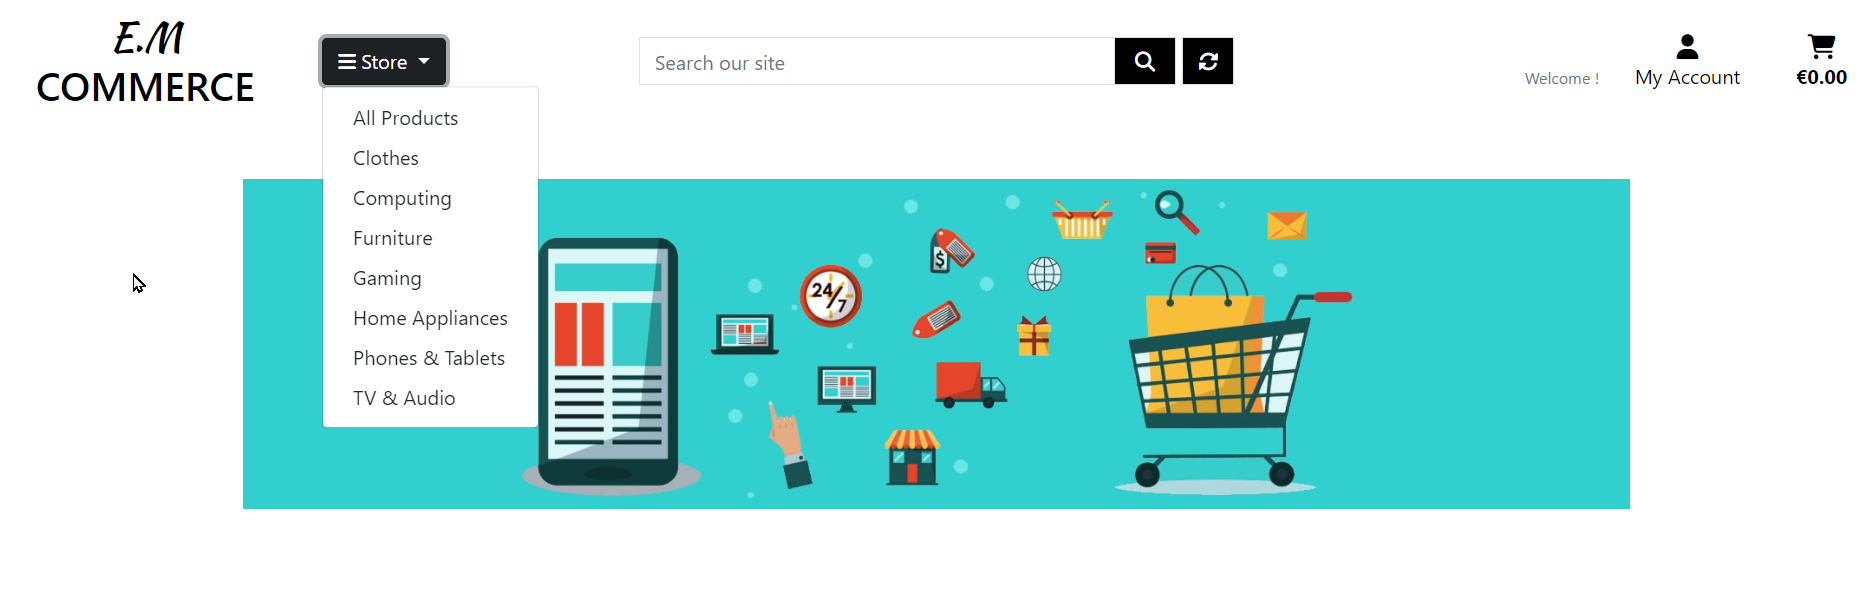 E.M
COMMERCE
Store
Search our site
Welcome !
My Account
€0.00
All Products
Clothes
Computing
Furniture
Gaming
Home Appliances
Phones & Tablets
TV & Audio
24/7
$